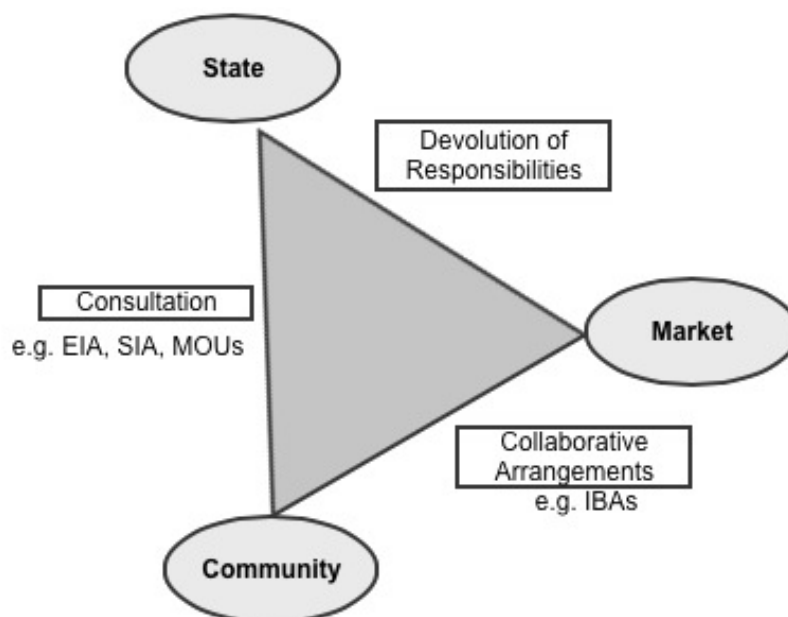 State
Devolution of
Responsibilities
Consultation
e.g. EIA, SIA, MOUs
Market
Collaborative
Arrangements
e.g. IBAs
Community